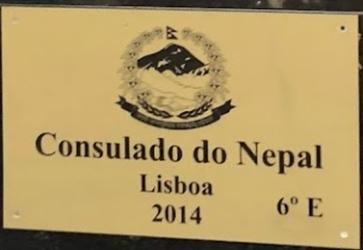 Consulado do Nepal
Lisboa
2014
6º E